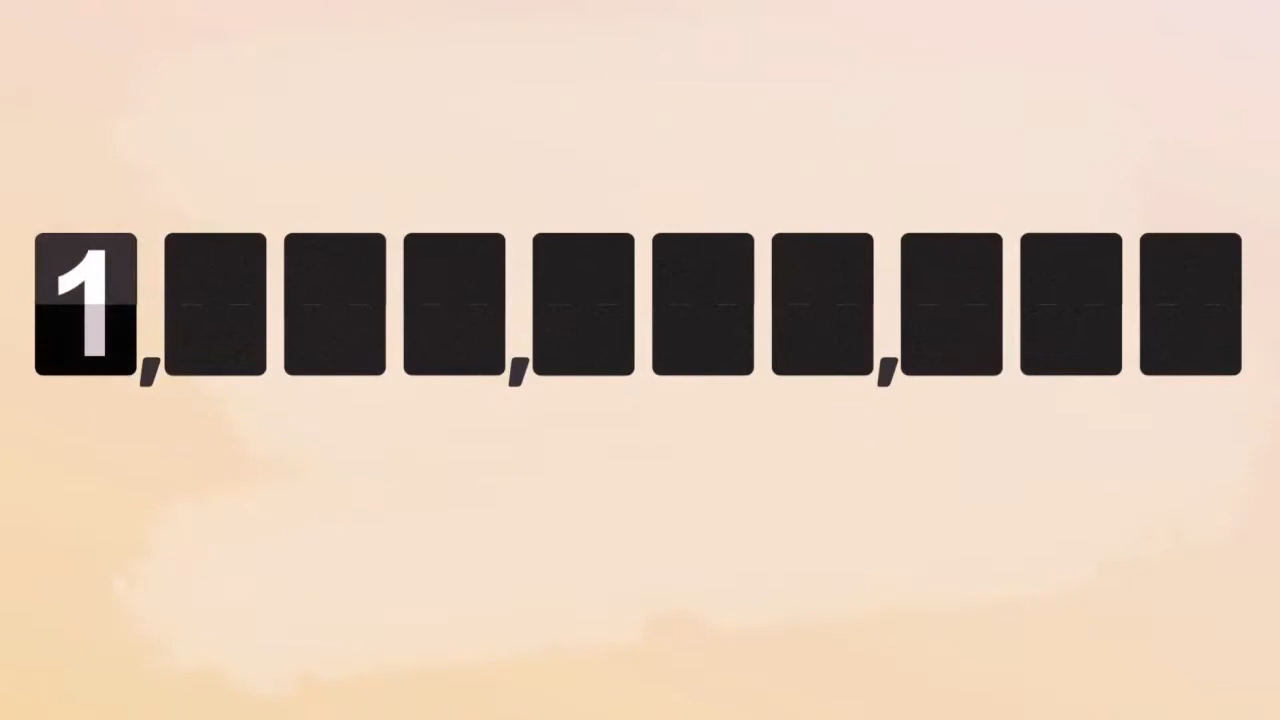 1, , ,